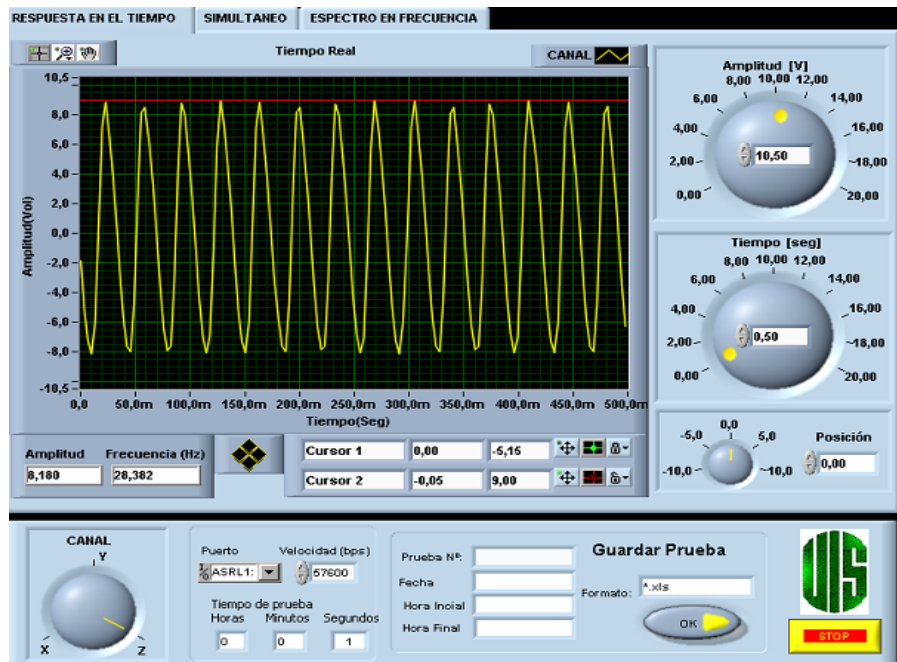 RESPUESTA EN EL TIEMPO SIMULTANEO ESPECTRO EN FRECUENCIA
Tiempo Real
CANAL
Amplitud(Vol)
10,5
8,0
6,0
4,0
2,0
0,0
-2,0
-4,0
-6,0
-8,0
-10,5
0,0 50,0m 100,0m 150,0m 200,0m 250,0m 300,0m 350,0m 400,0m 450,0m 500,0m
Tiempo(Seg)
Amplitud [V]
8,00 10,00 12,00
6,00 14,00
4,00 16,00
10,50
2,00 18,00
0,00 20,00
Tiempo [seg]
8,00 10,00 12,00
6,00 14,00
4,00 16,00
0,50
2,00 18,00
0,00 20,00
0,0
-5,0 5,0 Posición
-10,0 10,0 0,00
Amplitud Frecuencia (Hz)
8,180 28,382
Cursor 1 0,00 -5,15
Cursor 2 -0,05 9,00
CANAL
Y
X Z
Puerto Velocidad (bps)
ASRL1: 57600
Tiempo de prueba
Horas Minutos Segundos
0 0 1
Prueba Nº:
Fecha
Hora Incial
Hora Final
Guardar Prueba
Formato: *.xls
OK
UIS
STOP